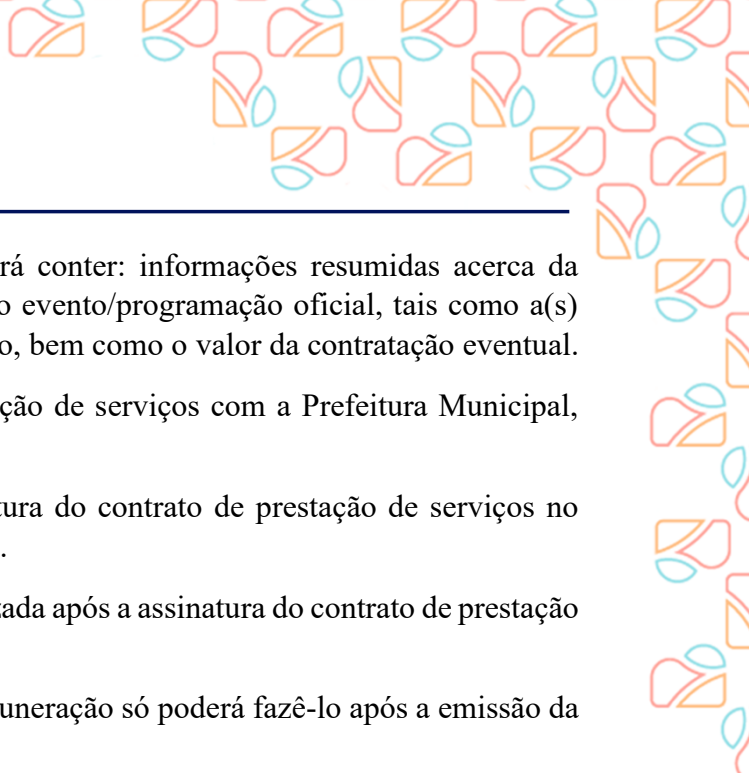 rá conter: informações resumidas acerca da
o evento/programação oficial, tais como a(s)
o, bem como o valor da contratação eventual.
ção de serviços com a Prefeitura Municipal,
tura do contrato de prestação de serviços no
.
zada após a assinatura do contrato de prestação
uneração só poderá fazê-lo após a emissão da